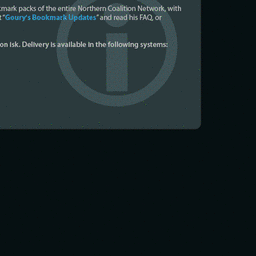 mark packs of the entire Northern Coalition Network, with
"Goury's Bookmark Updates" and read his FAQ, or
on isk. Delivery is available in the following systems: